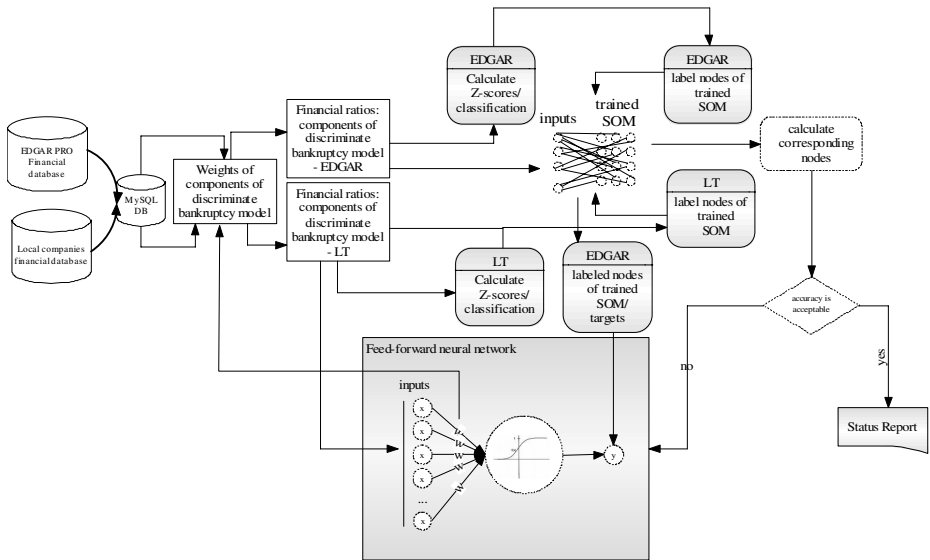 EDGAR PRO
Financial
database
Local companies
financial database
MySQL
DB
Weights of
components of
discriminate
bankruptcy model
Financial ratios:
components of
discriminate
bankruptcy model
- EDGAR
Financial ratios:
components of
discriminate
bankruptcy model
- LT
EDGAR
Calculate
Z-scores/
classification
LT
Calculate
Z-scores/
classification
inputs
trained
SOM
EDGAR
label nodes of
trained
SOM
LT
label nodes of
trained
SOM
EDGAR
labeled nodes
of trained
SOM/
targets
calculate
corresponding
nodes
accuracy is
acceptable
no
yes
Status Report
Feed-forward neural network
inputs
x
x
x
x
...
x
w
w
w
w
y